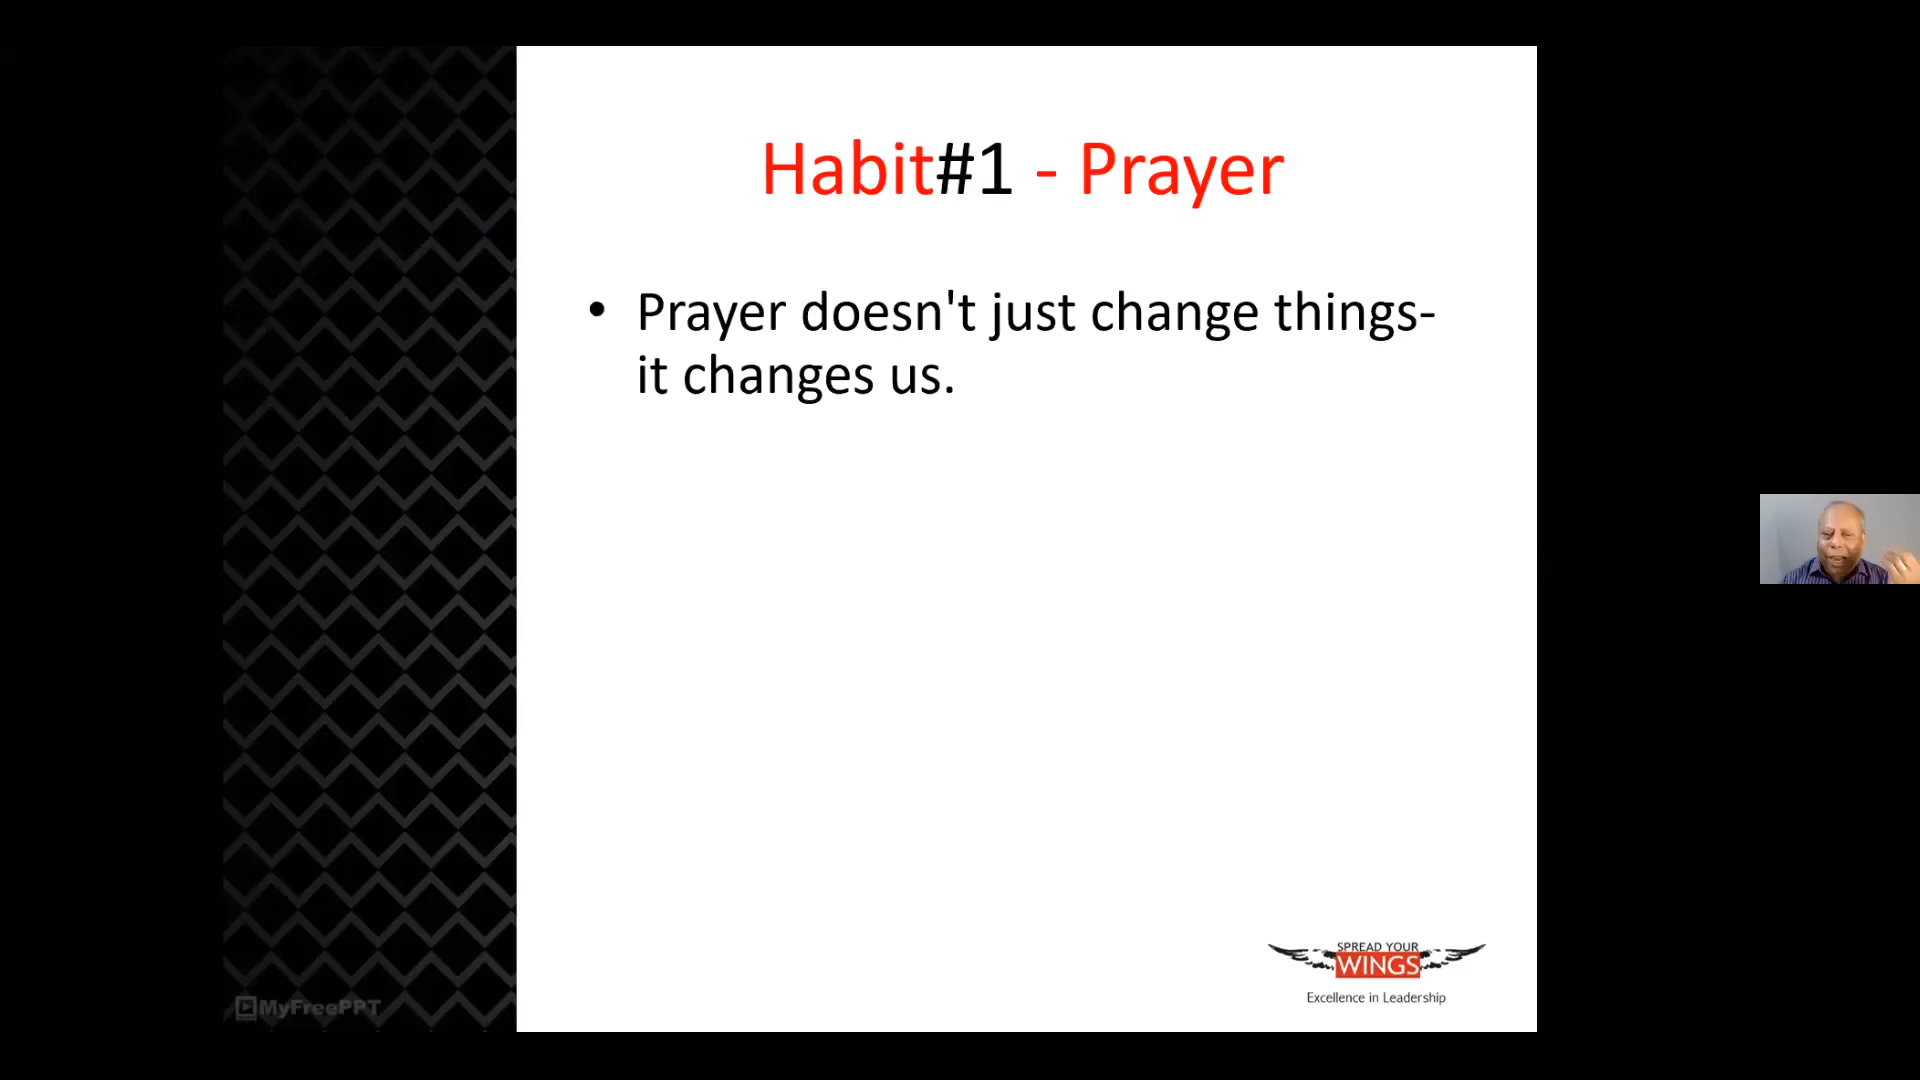 Habit#1 - Prayer
• Prayer doesn't just change things-
it changes us.
SPREAD YOUR
WINGS
Excellence in Leadership
MyFreePPT